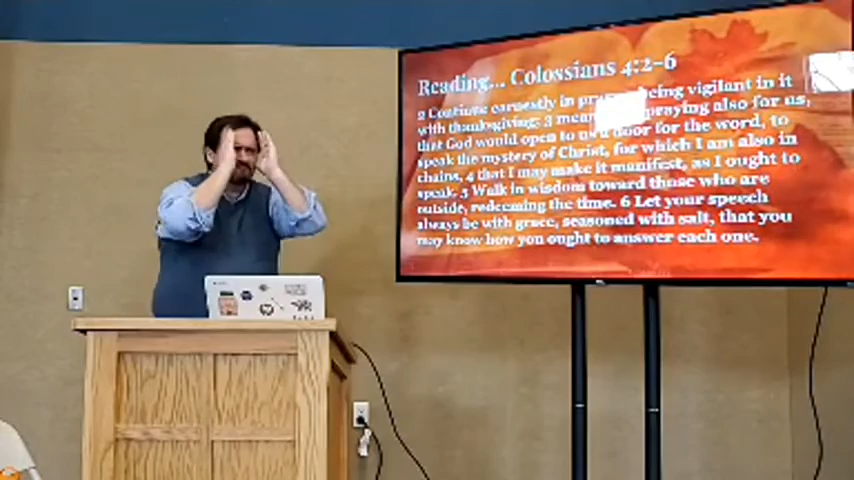 Reading... Colossians 4:2-6
2 Continue earnestly in being vigilant in it
with thanksgiving; 3 praying also for us,
that God would open to us a door for the word, to
speak the mystery of Christ, for which I am also in
chains, 4 that I may make it manifest, as I ought to
speak. 5 Walk in wisdom toward those who are
outside, redeeming the time. 6 Let your speech
always be with grace, seasoned with salt, that you
may know how you ought to answer each one.